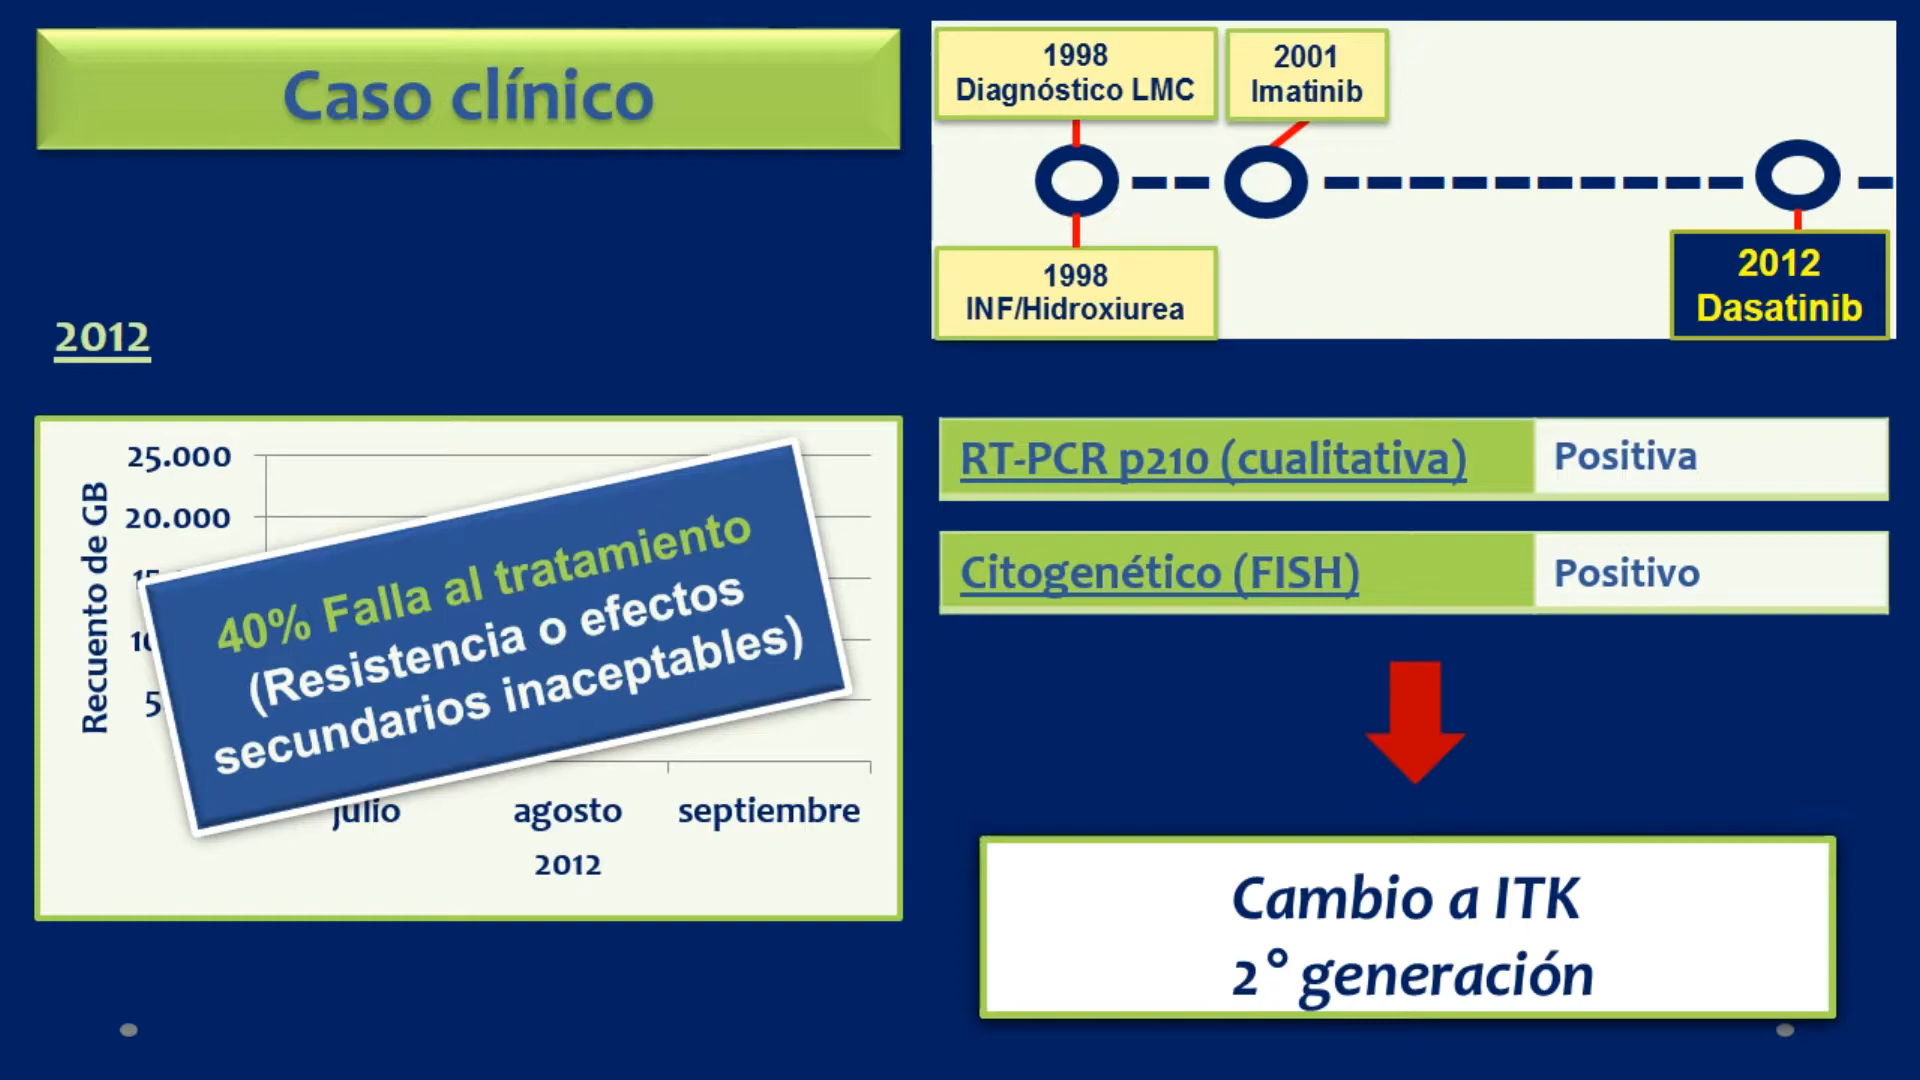 Caso clínico
1998
Diagnóstico LMC
2001
Imatinib
1998
INF/Hidroxiurea
2012
Dasatinib
2012
Recuento de GB
25.000
20.000
40% Falla al tratamiento
(Resistencia o efectos
secundarios inaceptables)
julio
agosto
septiembre
2012
RT-PCR p210 (cualitativa)
Positiva
Citogenético (FISH)
Positivo
Cambio a ITK
2° generación